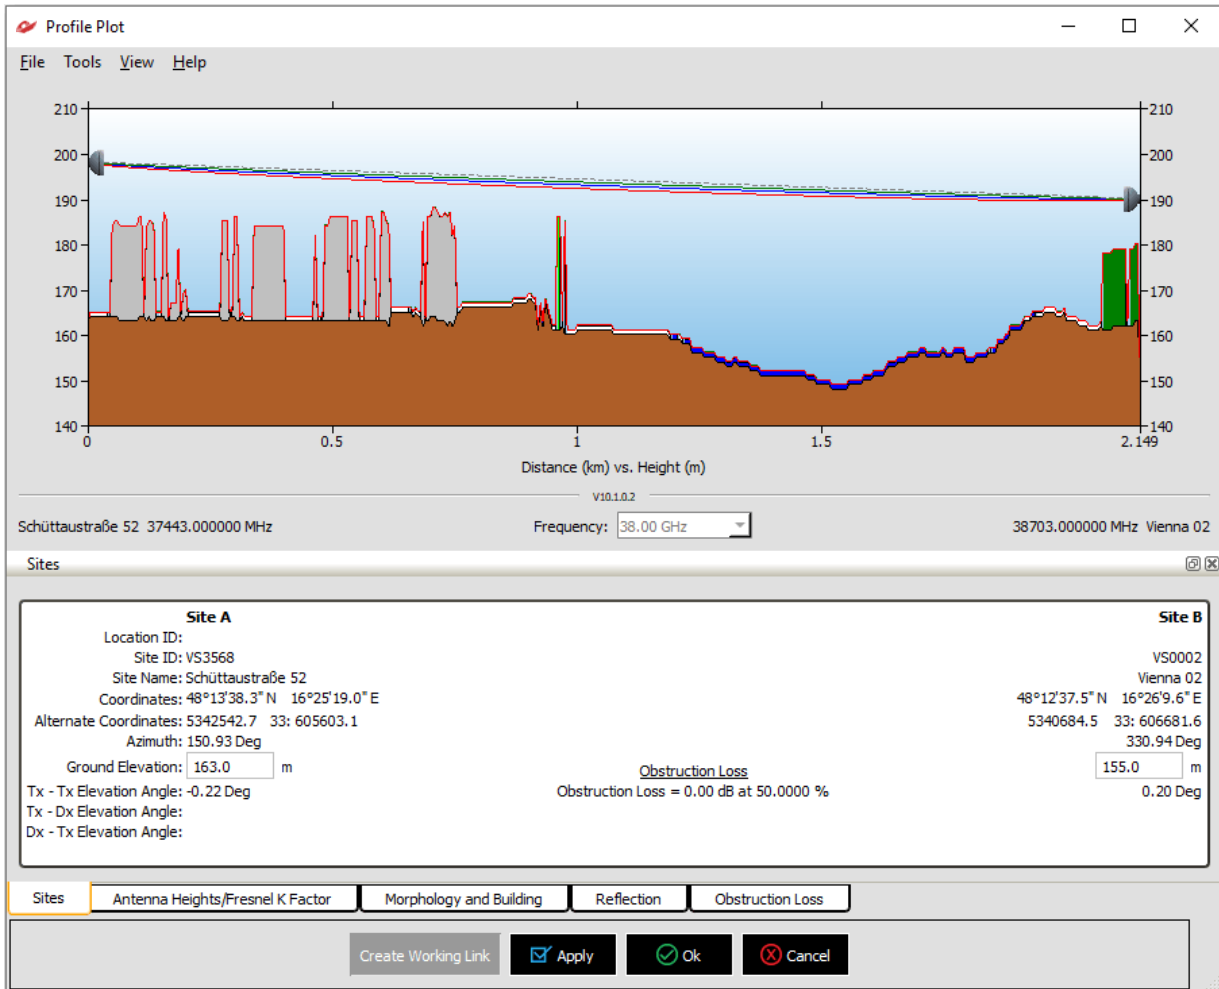 Profile Plot
File Tools View Help
210 210
200 200
190 190
180 180
170 170
160 160
150 150
140 140
0 0.5 1 1.5 2.149
Distance (km) vs. Height (m)
V10.1.0.2
Schüttaustraße 52 37443.000000 MHz Frequency: 38.00 GHz 38703.000000 MHz Vienna 02
Sites
Site A Site B
Location ID:
Site ID: VS3568 VS0002
Site Name: Schüttaustraße 52 Vienna 02
Coordinates: 48°13'38.3" N 16°25'19.0" E 48°12'37.5" N 16°26'9.6" E
Alternate Coordinates: 5342542.7 33: 605603.1 5340684.5 33: 606681.6
Azimuth: 150.93 Deg 330.94 Deg
Ground Elevation: 163.0 m Obstruction Loss 155.0 m
Tx - Tx Elevation Angle: -0.22 Deg Obstruction Loss = 0.00 dB at 50.0000 % 0.20 Deg
Tx - Dx Elevation Angle:
Dx - Tx Elevation Angle:
Sites Antenna Heights/Fresnel K Factor Morphology and Building Reflection Obstruction Loss
Create Working Link Apply Ok Cancel